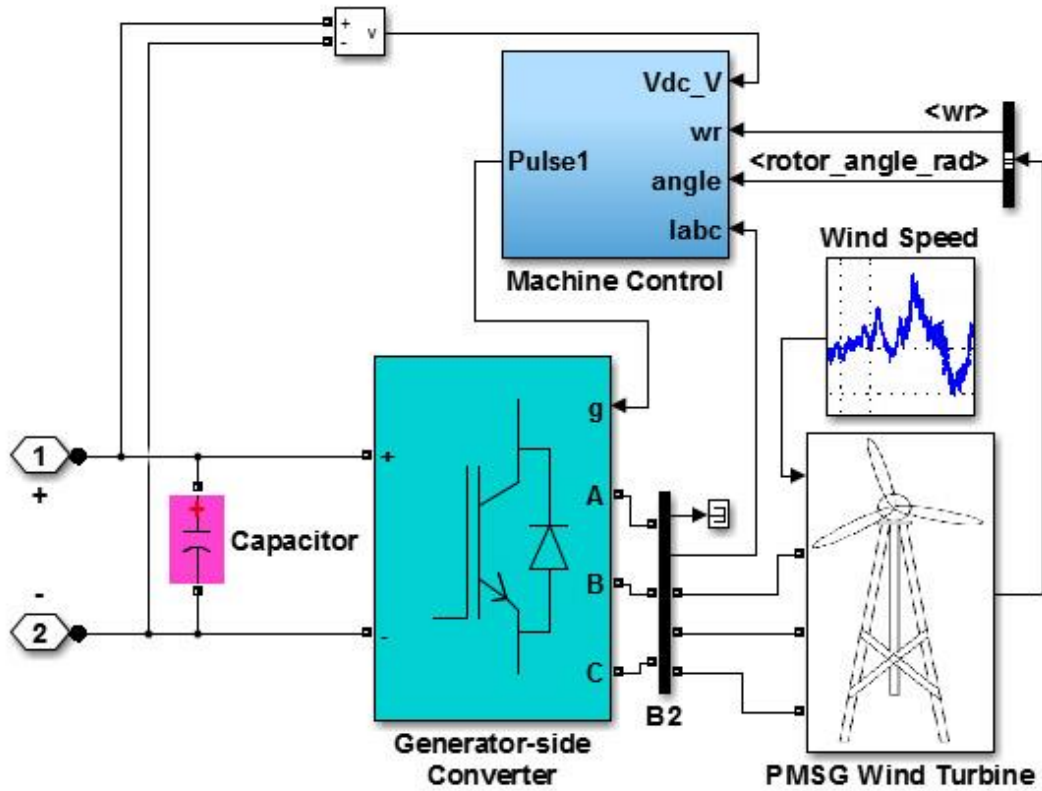 +
-
v
Vdc_V
<wr>
wr
Pulse1
<rotor_angle_rad>
angle
Iabc
Wind Speed
Machine Control
g
1
+
+
A
+
Capacitor
B
-
2
-
C
B2
Generator-side
Converter
PMSG Wind Turbine